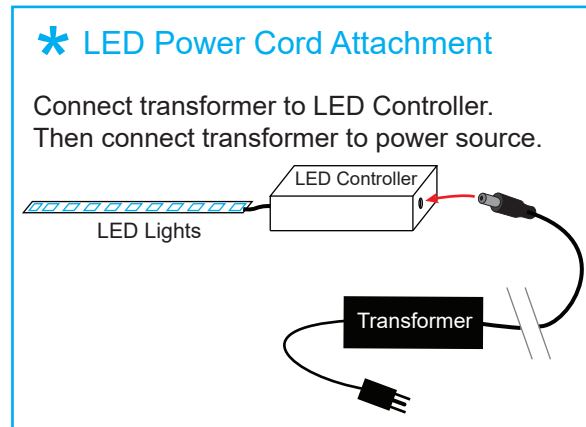 * LED Power Cord Attachment
Connect transformer to LED Controller.
Then connect transformer to power source.
LED Controller
LED Lights
Transformer